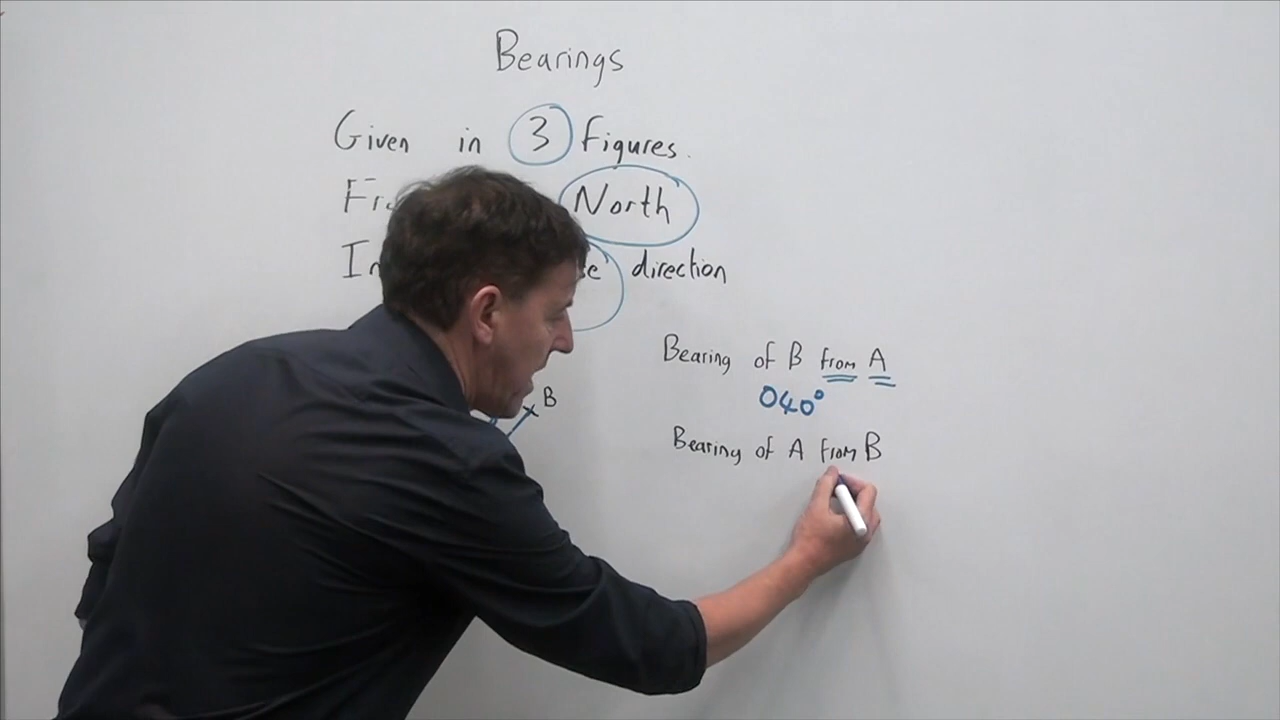 Bearings
Given in 3 figures.
North
direction
Bearing of B from A
040°
B
Bearing of A from B